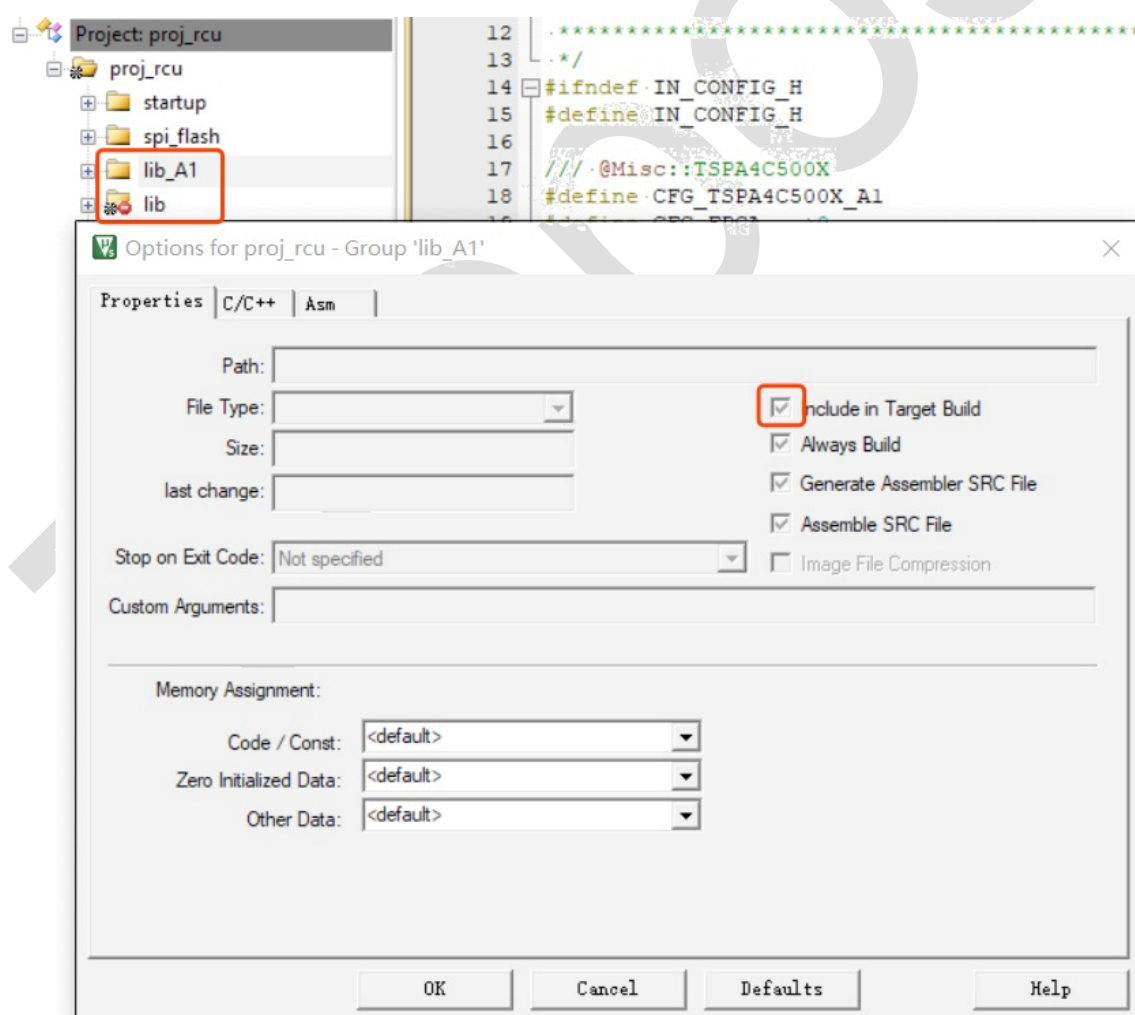 Project: proj_rcu
proj_rcu
startup
spi_flash
lib_A1
lib
12 ********************************************
13 */
14 #ifndef IN_CONFIG_H
15 #define IN_CONFIG_H
16
17 /// @Misc::TSPA4C500X
18 #define CFG_TSPA4C500X_A1
Options for proj_rcu - Group 'lib_A1'
Properties C/C++ Asm
Path:
File Type:
Include in Target Build
Size:
Always Build
last change:
Generate Assembler SRC File
Assemble SRC File
Stop on Exit Code: Not specified
Image File Compression
Custom Arguments:
Memory Assignment:
Code / Const: <default>
Zero Initialized Data: <default>
Other Data: <default>
OK Cancel Defaults Help